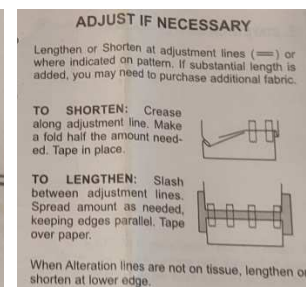 ADJUST IF NECESSARY
Lengthen or Shorten at adjustment lines (══) or
where indicated on pattern. If substantial length is
added, you may need to purchase additional fabric.
TO SHORTEN: Crease
along adjustment line. Make
a fold half the amount need-
ed. Tape in place.
TO LENGTHEN: Slash
between adjustment lines.
Spread amount as needed,
keeping edges parallel. Tape
over paper.
When Alteration lines are not on tissue, lengthen or
shorten at lower edge.